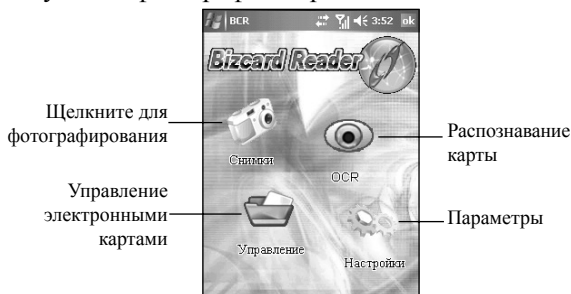 BCR 3:52 ok
Bizcard Reader
Щелкните для
фотографирования
Снимки
OCR
Распознавание
карты
Управление
электронными
картами
Управление
Настройки
Параметры